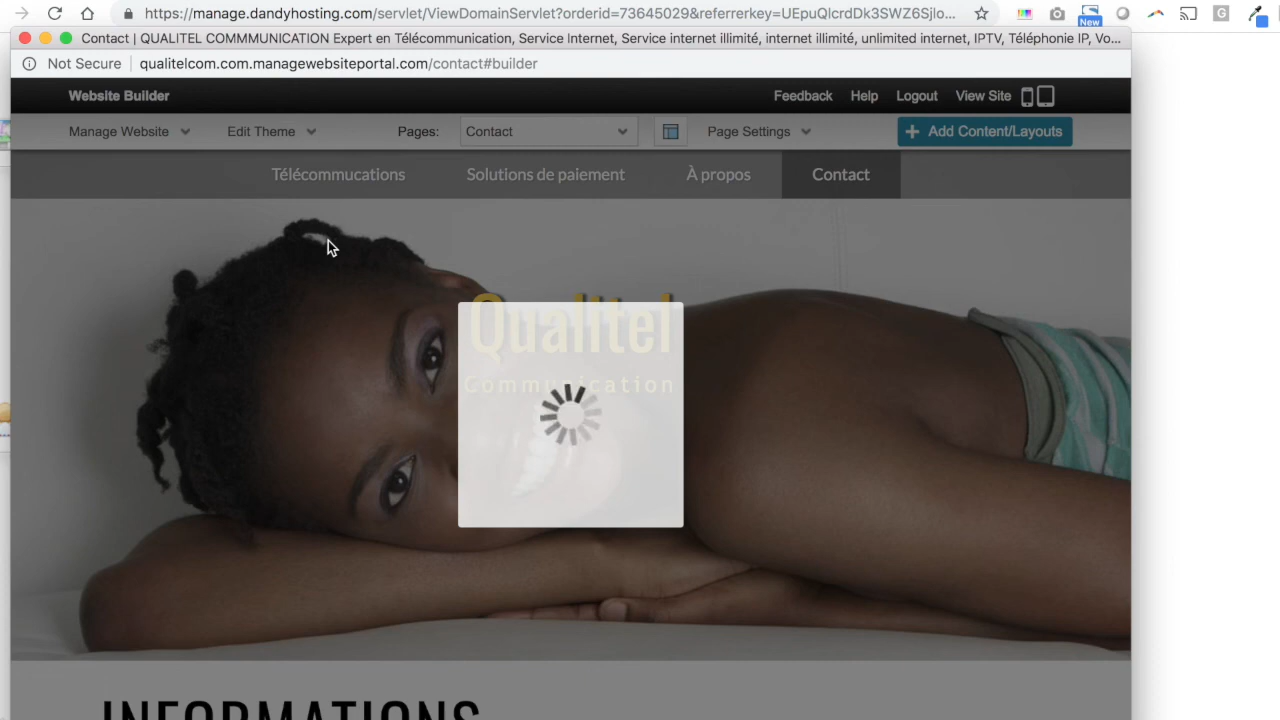 https://manage.dandyhosting.com/servlet/ViewDomainServlet?orderid=73645029&referrerkey=UEpuQlcrdDk3SWZ6Sjlo...
New
G
Contact | QUALITEL COMMMUNICATION Expert en Télécommunication, Service internet, Service internet illimité, internet illimité, unlimited internet, IPTV, Téléphonie IP, Vo...
Not Secure
qualitelcom.com.managewebsiteportal.com/contact#builder
Website Builder
Feedback Help Logout View Site
Manage Website Edit Theme Pages: Contact Page Settings + Add Content/Layouts
Télécommucations Solutions de paiement À propos Contact
Qualitel
Communication
INFORMATIONS